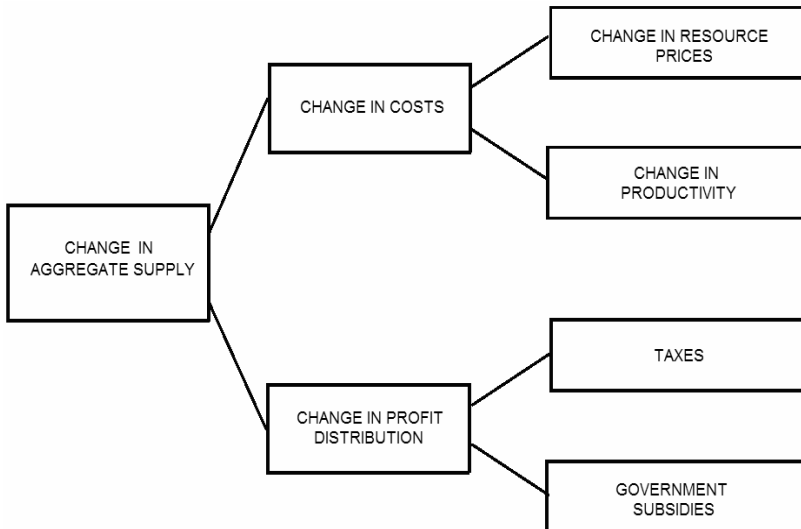 CHANGE IN RESOURCE
PRICES
CHANGE IN COSTS
CHANGE IN
PRODUCTIVITY
CHANGE IN
AGGREGATE SUPPLY
TAXES
CHANGE IN PROFIT
DISTRIBUTION
GOVERNMENT
SUBSIDIES